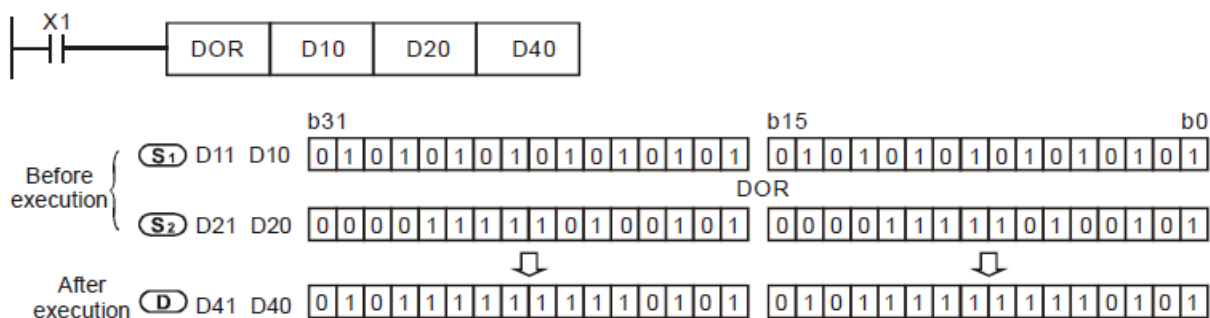 X1
DOR D10 D20 D40
b31 b15 b0
S1 D11 D10 0 1 0 1 0 1 0 1 0 1 0 1 0 1 0 1 0 1 0 1 0 1 0 1 0 1 0 1 0 1 0 1
Before
execution
DOR
S2 D21 D20 0 0 0 0 1 1 1 1 1 0 1 0 0 1 0 1 0 0 0 0 1 1 1 1 1 0 1 0 0 1 0 1
After
execution
D D41 D40 0 1 0 1 1 1 1 1 1 1 1 1 0 1 0 1 0 1 0 1 1 1 1 1 1 1 1 1 0 1 0 1